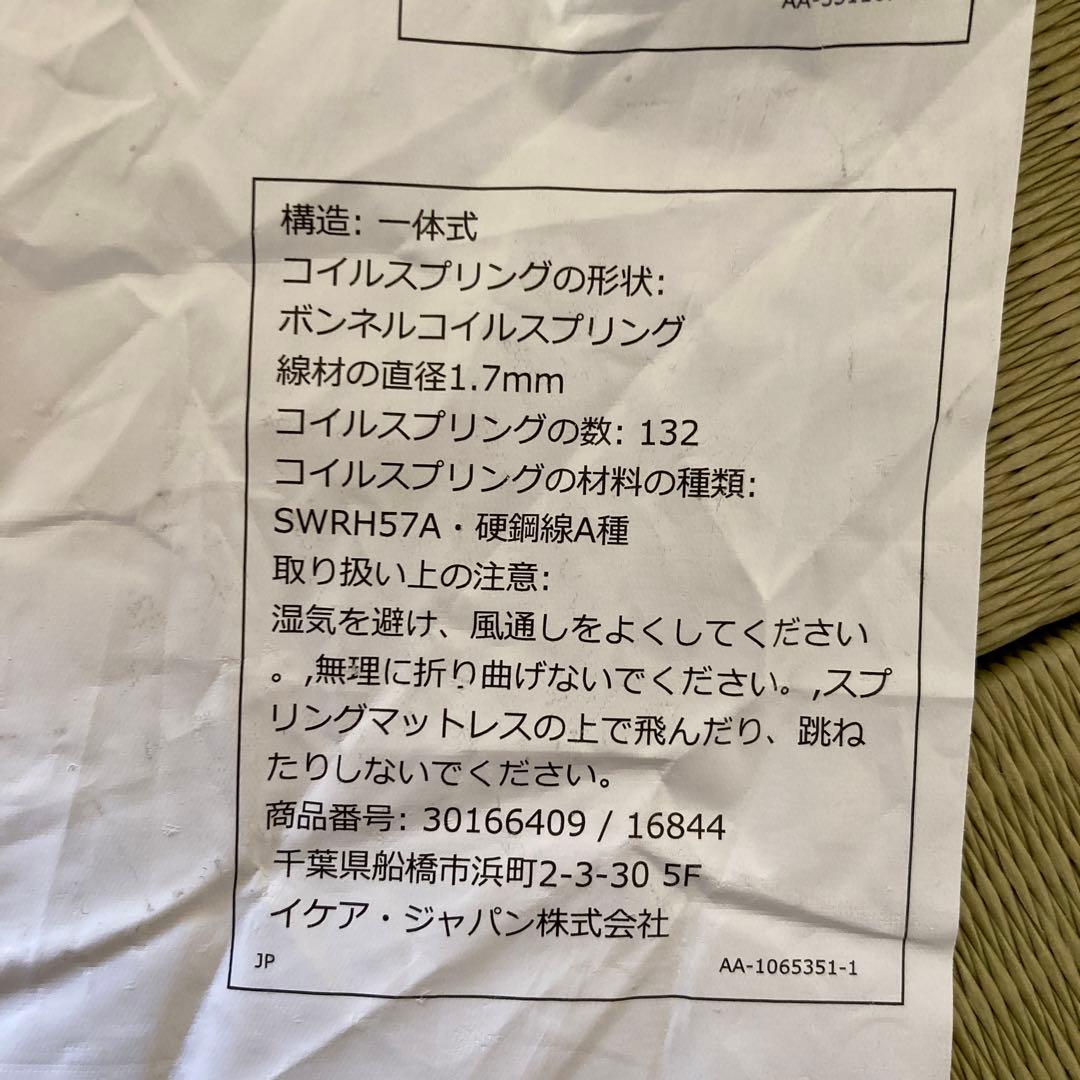 構造: 一体式
コイルスプリングの形状:
ボンネルコイルスプリング
線材の直径1.7mm
コイルスプリングの数: 132
コイルスプリングの材料の種類:
SWRH57A・硬鋼線A種
取り扱い上の注意:
湿気を避け、風通しをよくしてください
。,無理に折り曲げないでください。,スプ
リングマットレスの上で飛んだり、跳ね
たりしないでください。
商品番号: 30166409 / 16844
千葉県船橋市浜町2-3-30 5F
イケア・ジャパン株式会社
JP
AA-1065351-1